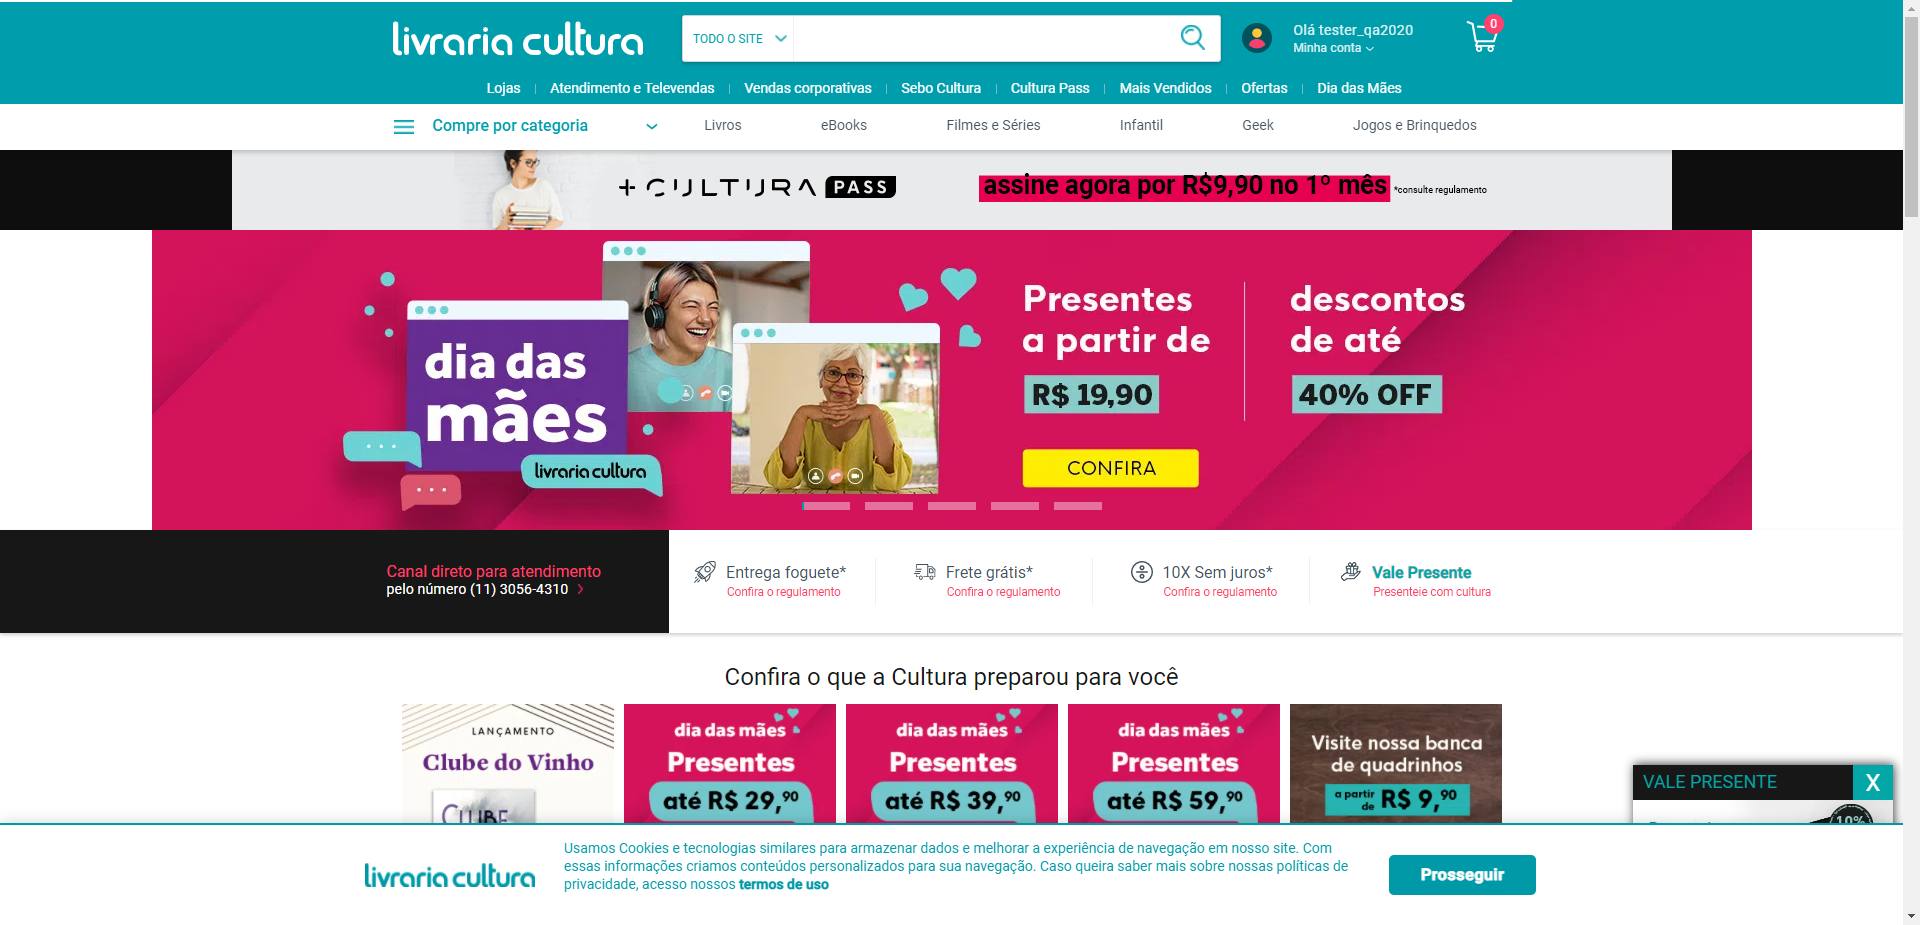 livraria cultura
TODO O SITE
Olá tester_qa2020
Minha conta
0
Lojas
Atendimento e Televendas
Vendas corporativas
Sebo Cultura
Cultura Pass
Mais Vendidos
Ofertas
Dia das Mães
Compre por categoria
Livros
eBooks
Filmes e Séries
Infantil
Geek
Jogos e Brinquedos
+CULTURA PASS
assine agora por R$9,90 no 1º mês *consulte regulamento
dia das
mães
livraria cultura
Presentes
a partir de
R$ 19,90
descontos
de até
40% OFF
CONFIRA
Canal direto para atendimento
pelo número (11) 3056-4310
Entrega foguete*
Confira o regulamento
Frete grátis*
Confira o regulamento
10X Sem juros*
Confira o regulamento
Vale Presente
Presenteie com cultura
Confira o que a Cultura preparou para você
LANÇAMENTO
Clube do Vinho
CLUBE
dia das mães
Presentes
até R$ 29,90
dia das mães
Presentes
até R$ 39,90
dia das mães
Presentes
até R$ 59,90
Visite nossa banca
de quadrinhos
a partir de R$ 9,90
VALE PRESENTE
X
10%
livraria cultura
Usamos Cookies e tecnologias similares para armazenar dados e melhorar a experiência de navegação em nosso site. Com
essas informações criamos conteúdos personalizados para sua navegação. Caso queira saber mais sobre nossas políticas de
privacidade, acesso nossos termos de uso
Prosseguir